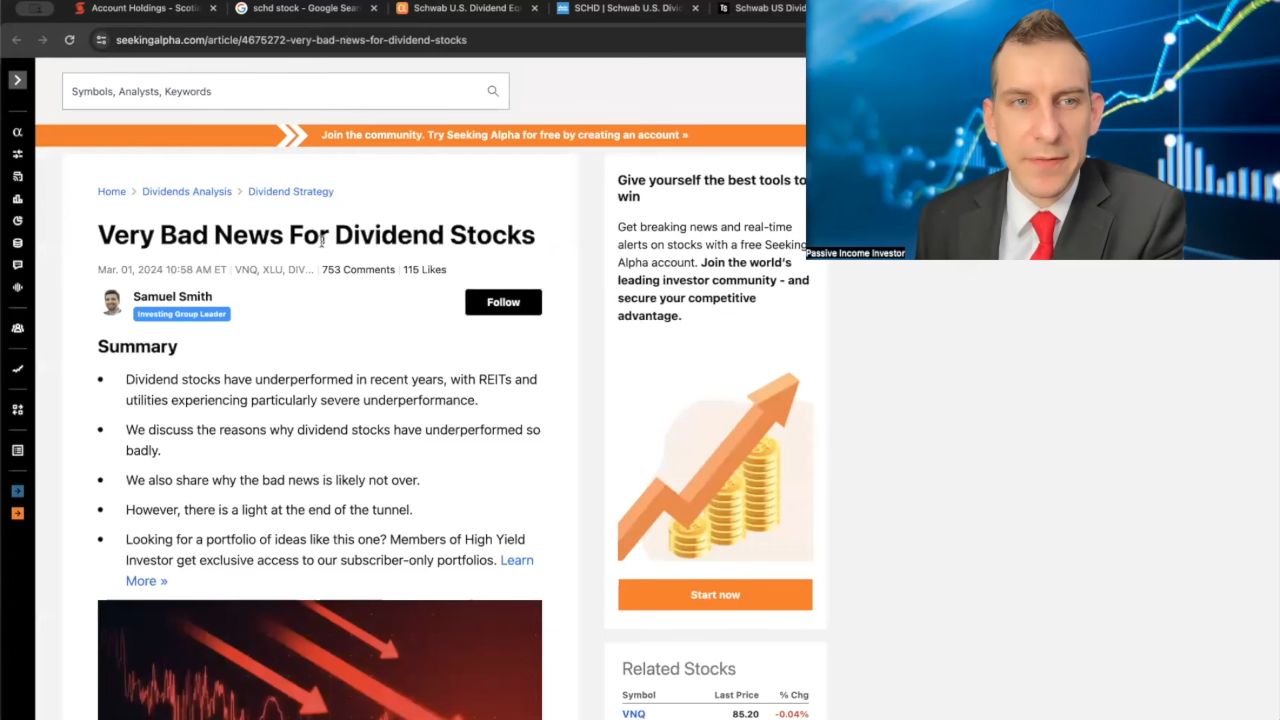 Account Holdings - Scoti
schd stock - Google Sear
Schwab U.S. Dividend Eq
SCHD | Schwab U.S. Divid
Schwab US Dividend
seekingalpha.com/article/4675272-very-bad-news-for-dividend-stocks
Symbols, Analysts, Keywords
Join the community. Try Seeking Alpha for free by creating an account »
Home > Dividends Analysis > Dividend Strategy
Very Bad News For Dividend Stocks
Mar. 01, 2024 10:58 AM ET | VNQ, XLU, DIV... | 753 Comments | 115 Likes
Samuel Smith
Investing Group Leader
Follow
Summary
• Dividend stocks have underperformed in recent years, with REITs and
utilities experiencing particularly severe underperformance.
• We discuss the reasons why dividend stocks have underperformed so
badly.
• We also share why the bad news is likely not over.
• However, there is a light at the end of the tunnel.
• Looking for a portfolio of ideas like this one? Members of High Yield
Investor get exclusive access to our subscriber-only portfolios. Learn
More »
Give yourself the best tools to
win
Get breaking news and real-time
alerts on stocks with a free Seeking
Alpha account. Join the world's
leading investor community - and
secure your competitive
advantage.
Start now
Related Stocks
Symbol Last Price % Chg
VNQ 85.20 -0.04%
Passive Income Investor